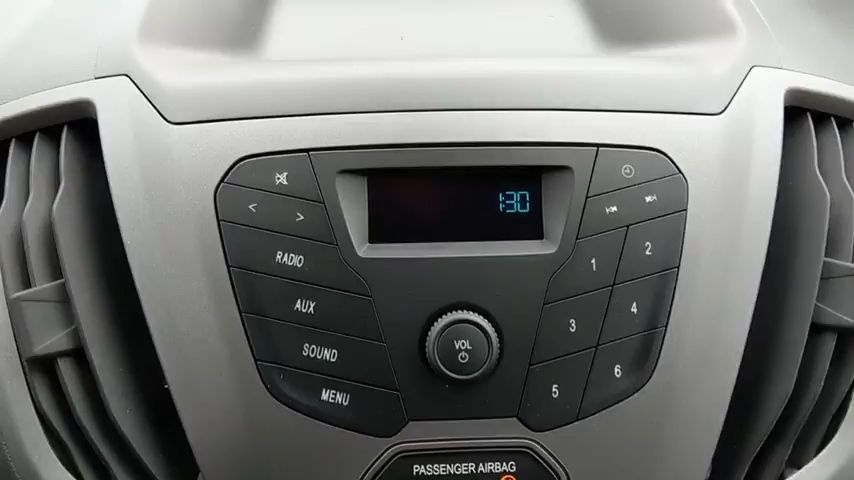 1:30
RADIO
AUX
SOUND
MENU
VOL
1
2
3
4
5
6
PASSENGER AIRBAG